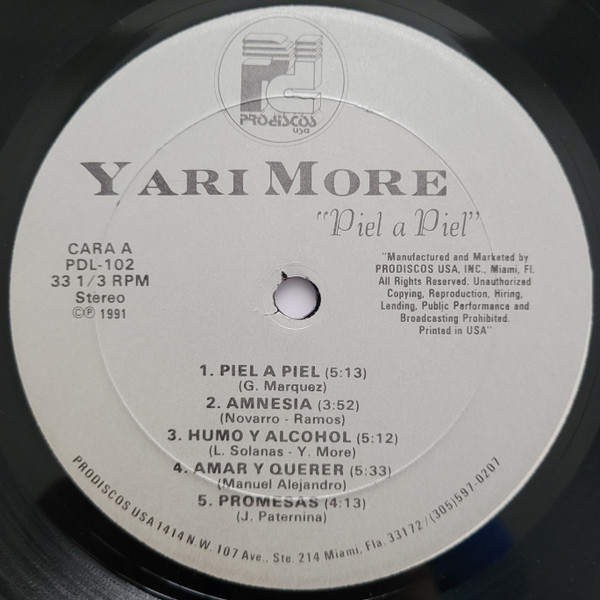 PRODISCOS
usa
YARI MORE
"Piel a Piel"
CARA A
PDL-102
33 1/3 RPM
Stereo
©℗ 1991
"Manufactured and Marketed by
PRODISCOS USA, INC., Miami, Fl.
All Rights Reserved. Unauthorized
Copying, Reproduction, Hiring,
Lending, Public Performance and
Broadcasting Prohibited.
Printed in USA"
1. PIEL A PIEL (5:13)
(G. Marquez)
2. AMNESIA (3:52)
(Novarro - Ramos)
3. HUMO Y ALCOHOL (5:12)
(L. Solanas - Y. More)
4. AMAR Y QUERER (5:33)
(Manuel Alejandro)
5. PROMESAS (4:13)
(J. Paternina)
PRODISCOS USA 1414 N.W. 107 Ave., Ste. 214 Miami, Fla. 33172 / (305) 597-0207